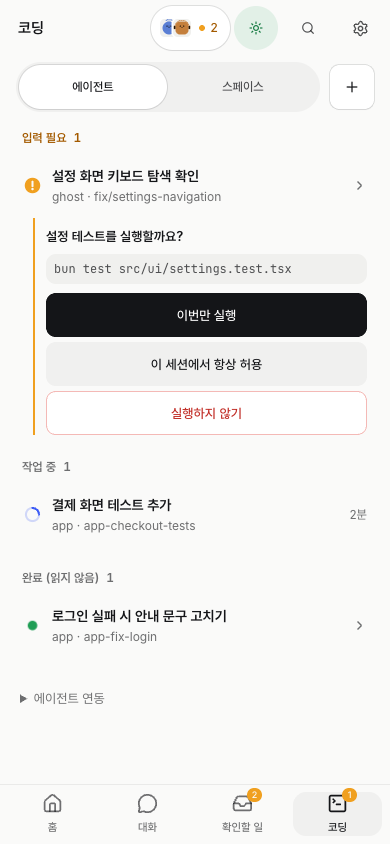 코딩
2
에이전트
스페이스
입력 필요 1
설정 화면 키보드 탐색 확인
ghost · fix/settings-navigation
설정 테스트를 실행할까요?
bun test src/ui/settings.test.tsx
이번만 실행
이 세션에서 항상 허용
실행하지 않기
작업 중 1
결제 화면 테스트 추가
app · app-checkout-tests
2분
완료 (읽지 않음) 1
로그인 실패 시 안내 문구 고치기
app · app-fix-login
에이전트 연동
2
1
홈
대화
확인할 일
코딩